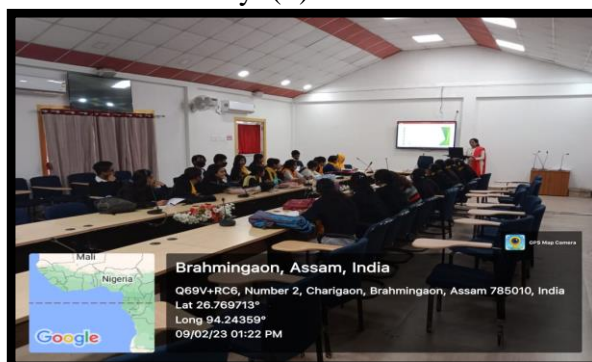 GPS Map Camera
Mali
Nigeria
Google
Brahmingaon, Assam, India
Q69V+RC6, Number 2, Charigaon, Brahmingaon, Assam 785010, India
Lat 26.769713°
Long 94.24359°
09/02/23 01:22 PM